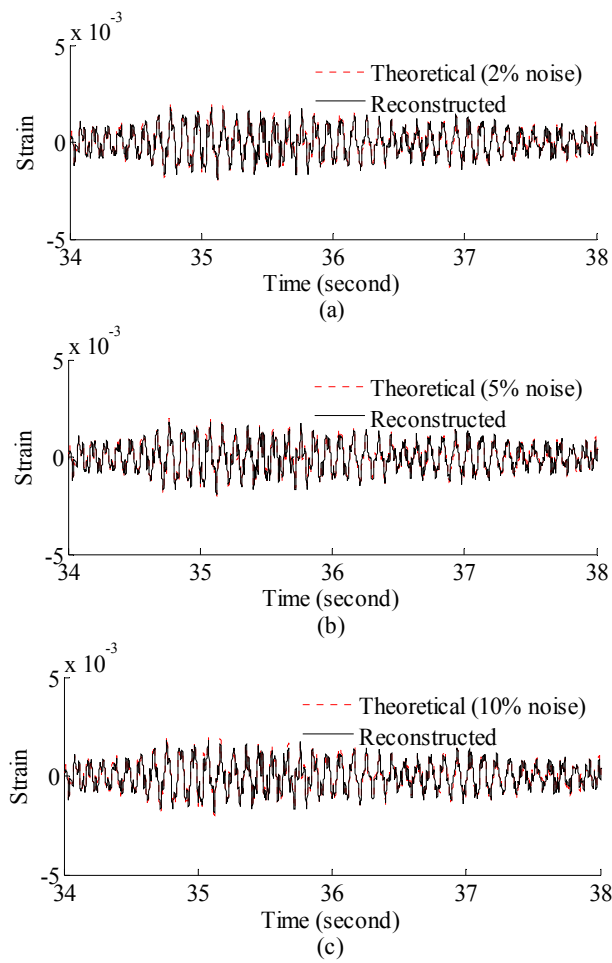 x 10⁻³
5
Theoretical (2% noise)
Reconstructed
Strain
0
-5
34 35 36 37 38
Time (second)
(a)
x 10⁻³
5
Theoretical (5% noise)
Reconstructed
Strain
0
-5
34 35 36 37 38
Time (second)
(b)
x 10⁻³
5
Theoretical (10% noise)
Reconstructed
Strain
0
-5
34 35 36 37 38
Time (second)
(c)